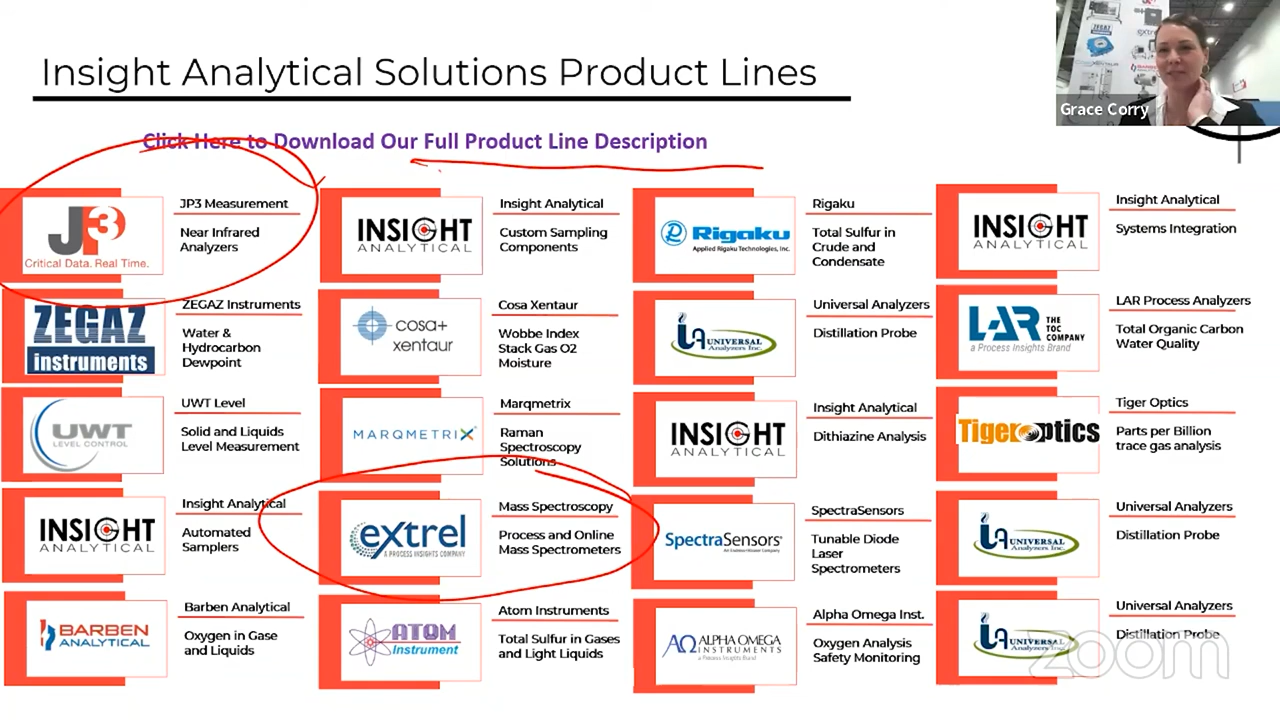 Insight Analytical Solutions Product Lines
Grace Corry
Click Here to Download Our Full Product Line Description
J3
Critical Data. Real Time.
JP3 Measurement
Near Infrared
Analyzers
INSIGHT
ANALYTICAL
Insight Analytical
Custom Sampling
Components
Rigaku
Applied Rigaku Technologies, Inc.
Rigaku
Total Sulfur in
Crude and
Condensate
INSIGHT
ANALYTICAL
Insight Analytical
Systems Integration
ZEGAZ
instruments
ZEGAZ Instruments
Water &
Hydrocarbon
Dewpoint
cosa+
xentaur
Cosa Xentaur
Wobbe Index
Stack Gas O2
Moisture
UNIVERSAL
Analyzers Inc.
Universal Analyzers
Distillation Probe
LAR THE
TOC
COMPANY
a Process Insights Brand
LAR Process Analyzers
Total Organic Carbon
Water Quality
UWT
LEVEL CONTROL
UWT Level
Solid and Liquids
Level Measurement
MARQMETRIX
Marqmetrix
Raman
Spectroscopy
Solutions
INSIGHT
ANALYTICAL
Insight Analytical
Dithiazine Analysis
Tigeroptics
Tiger Optics
Parts per Billion
trace gas analysis
INSIGHT
ANALYTICAL
Insight Analytical
Automated
Samplers
extrel
A PROCESS INSIGHTS COMPANY
Mass Spectroscopy
Process and Online
Mass Spectrometers
SpectraSensors
SpectraSensors
Tunable Diode
Laser
Spectrometers
UNIVERSAL
Analyzers Inc.
Universal Analyzers
Distillation Probe
BARBEN
ANALYTICAL
Barben Analytical
Oxygen in Gase
and Liquids
ATOM
Instrument
Atom Instruments
Total Sulfur in Gases
and Light Liquids
AΩ ALPHA OMEGA
INSTRUMENTS
a Process Insights Brand
Alpha Omega Inst.
Oxygen Analysis
Safety Monitoring
UNIVERSAL
Analyzers Inc.
Universal Analyzers
Distillation Probe
zoom